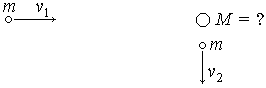 m v₁
M = ?
m
v₂